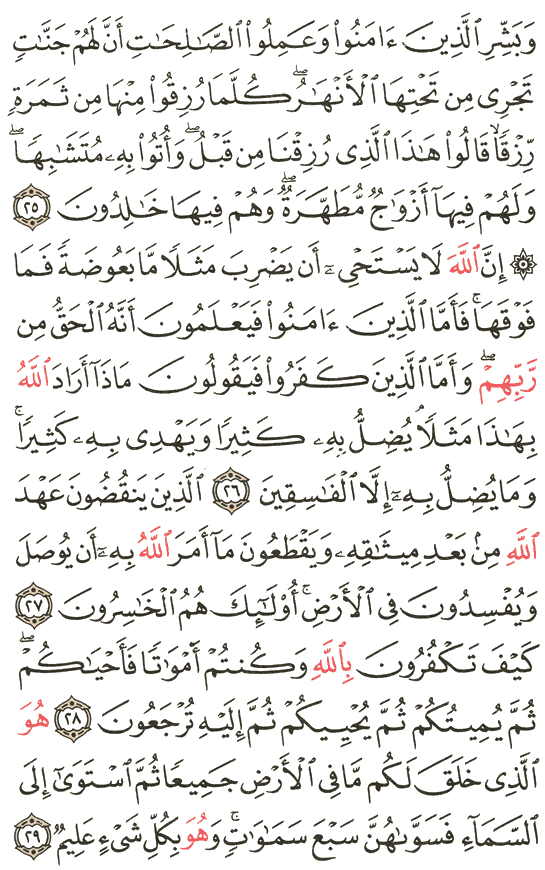 وَبَشِّرِ ٱلَّذِينَ ءَامَنُوا۟ وَعَمِلُوا۟ ٱلصَّٰلِحَٰتِ أَنَّ لَهُمْ جَنَّٰتٍ
تَجْرِى مِن تَحْتِهَا ٱلْأَنْهَٰرُ ۖ كُلَّمَا رُزِقُوا۟ مِنْهَا مِن ثَمَرَةٍ
رِّزْقًا ۙ قَالُوا۟ هَٰذَا ٱلَّذِى رُزِقْنَا مِن قَبْلُ ۖ وَأُتُوا۟ بِهِۦ مُتَشَٰبِهًا ۖ
وَلَهُمْ فِيهَآ أَزْوَٰجٌ مُّطَهَّرَةٌ ۖ وَهُمْ فِيهَا خَٰلِدُونَ ٢٥
۞ إِنَّ ٱللَّهَ لَا يَسْتَحْىِۦٓ أَن يَضْرِبَ مَثَلًا مَّا بَعُوضَةً فَمَا
فَوْقَهَا ۚ فَأَمَّا ٱلَّذِينَ ءَامَنُوا۟ فَيَعْلَمُونَ أَنَّهُ ٱلْحَقُّ مِن
رَّبِّهِمْ ۖ وَأَمَّا ٱلَّذِينَ كَفَرُوا۟ فَيَقُولُونَ مَاذَآ أَرَادَ ٱللَّهُ
بِهَٰذَا مَثَلًا ۘ يُضِلُّ بِهِۦ كَثِيرًا وَيَهْدِى بِهِۦ كَثِيرًا ۚ
وَمَا يُضِلُّ بِهِۦٓ إِلَّا ٱلْفَٰسِقِينَ ٢٦ ٱلَّذِينَ يَنقُضُونَ عَهْدَ
ٱللَّهِ مِنۢ بَعْدِ مِيثَٰقِهِۦ وَيَقْطَعُونَ مَآ أَمَرَ ٱللَّهُ بِهِۦٓ أَن يُوصَلَ
وَيُفْسِدُونَ فِى ٱلْأَرْضِ ۚ أُو۟لَٰٓئِكَ هُمُ ٱلْخَٰسِرُونَ ٢٧
كَيْفَ تَكْفُرُونَ بِٱللَّهِ وَكُنتُمْ أَمْوَٰتًا فَأَحْيَٰكُمْ ۖ
ثُمَّ يُمِيتُكُمْ ثُمَّ يُحْيِيكُمْ ثُمَّ إِلَيْهِ تُرْجَعُونَ ٢٨ هُوَ
ٱلَّذِى خَلَقَ لَكُم مَّا فِى ٱلْأَرْضِ جَمِيعًا ثُمَّ ٱسْتَوَىٰٓ إِلَى
ٱلسَّمَآءِ فَسَوَّىٰهُنَّ سَبْعَ سَمَٰوَٰتٍ ۚ وَهُوَ بِكُلِّ شَىْءٍ عَلِيمٌ ٢٩